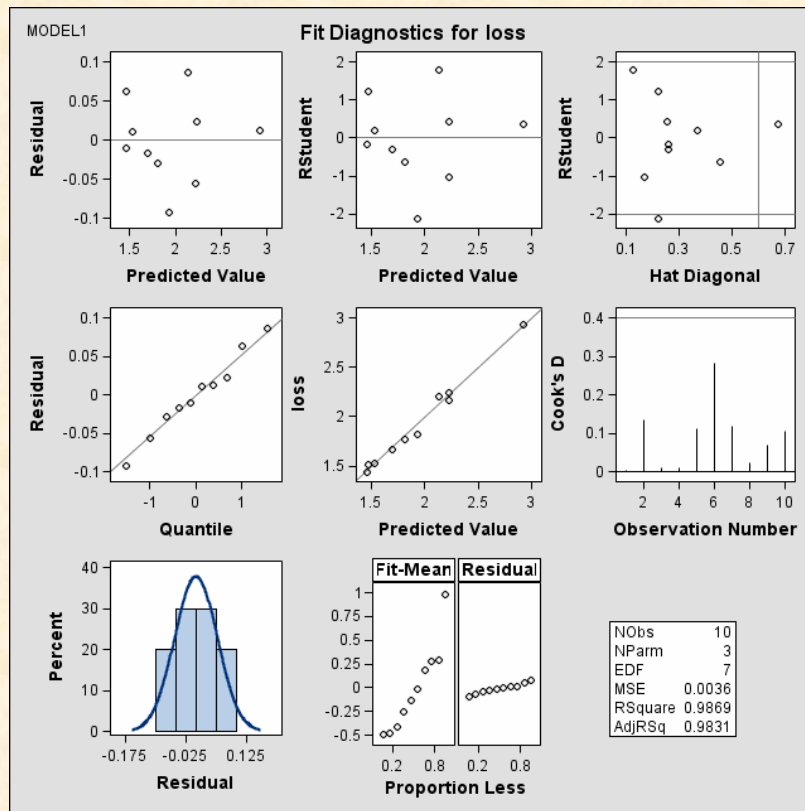 MODEL1
Fit Diagnostics for loss
Residual
0.1
0.05
0
-0.05
-0.1
1.5 2 2.5 3
Predicted Value
RStudent
2
1
0
-1
-2
1.5 2 2.5 3
Predicted Value
RStudent
2
1
0
-1
-2
0.1 0.3 0.5 0.7
Hat Diagonal
Residual
0.1
0.05
0
-0.05
-0.1
-1 0 1
Quantile
loss
3
2.5
2
1.5
1.5 2 2.5 3
Predicted Value
Cook's D
0.4
0.3
0.2
0.1
0
2 4 6 8 10
Observation Number
Percent
40
30
20
10
0
-0.175 -0.025 0.125
Residual
Fit-Mean Residual
1
0.75
0.5
0.25
0
-0.25
-0.5
0.2 0.8 0.2 0.8
Proportion Less
NObs 10
NParm 3
EDF 7
MSE 0.0036
RSquare 0.9869
AdjRSq 0.9831